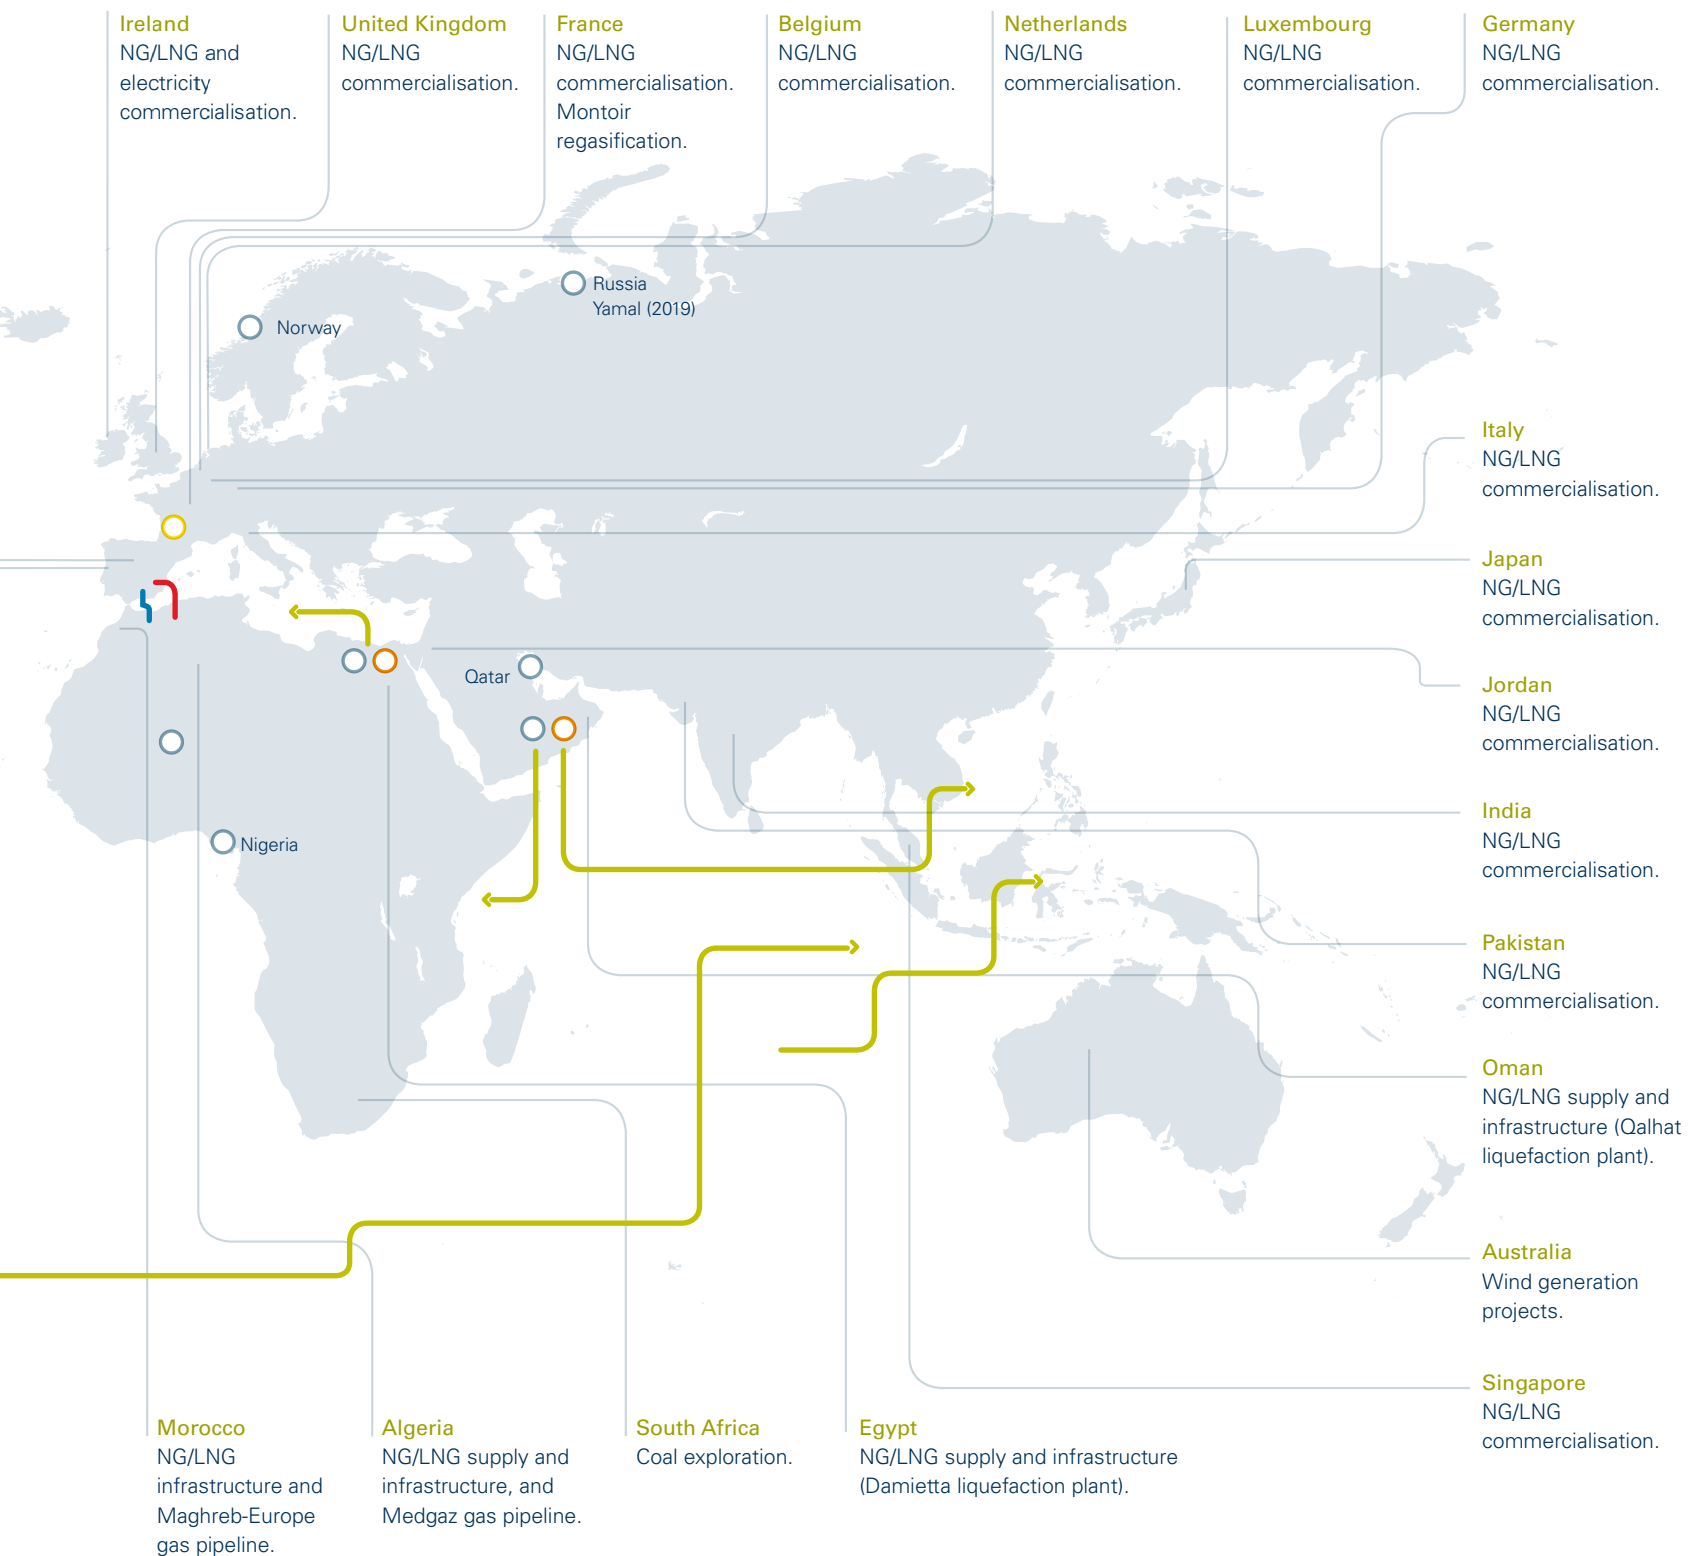 Ireland
NG/LNG and
electricity
commercialisation.
United Kingdom
NG/LNG
commercialisation.
France
NG/LNG
commercialisation.
Montoir
regasification.
Belgium
NG/LNG
commercialisation.
Netherlands
NG/LNG
commercialisation.
Luxembourg
NG/LNG
commercialisation.
Germany
NG/LNG
commercialisation.
Russia
Yamal (2019)
Norway
Qatar
Nigeria
Italy
NG/LNG
commercialisation.
Japan
NG/LNG
commercialisation.
Jordan
NG/LNG
commercialisation.
India
NG/LNG
commercialisation.
Pakistan
NG/LNG
commercialisation.
Oman
NG/LNG supply and
infrastructure (Qalhat
liquefaction plant).
Australia
Wind generation
projects.
Singapore
NG/LNG
commercialisation.
Morocco
NG/LNG
infrastructure and
Maghreb-Europe
gas pipeline.
Algeria
NG/LNG supply and
infrastructure, and
Medgaz gas pipeline.
South Africa
Coal exploration.
Egypt
NG/LNG supply and infrastructure
(Damietta liquefaction plant).